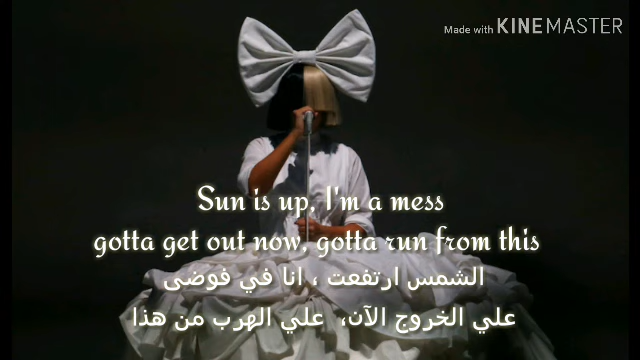 Made with KINEMASTER
Sun is up, I'm a mess
gotta get out now, gotta run from this
الشمس ارتفعت ، انا في فوضى
علي الخروج الآن، علي الهرب من هذا